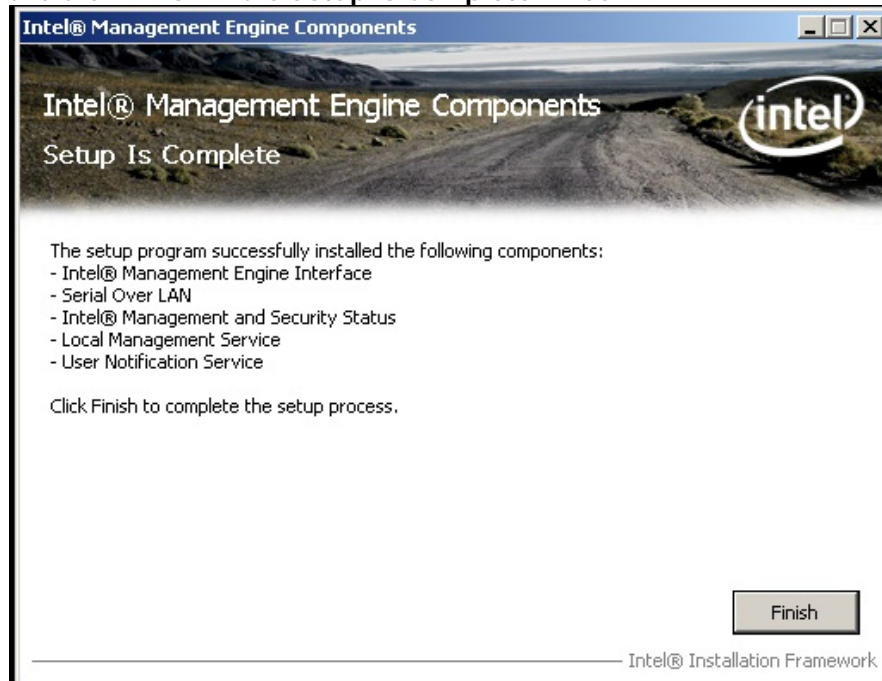 Intel® Management Engine Components
Intel® Management Engine Components
intel
Setup Is Complete
The setup program successfully installed the following components:
- Intel® Management Engine Interface
- Serial Over LAN
- Intel® Management and Security Status
- Local Management Service
- User Notification Service
Click Finish to complete the setup process.
Finish
Intel® Installation Framework